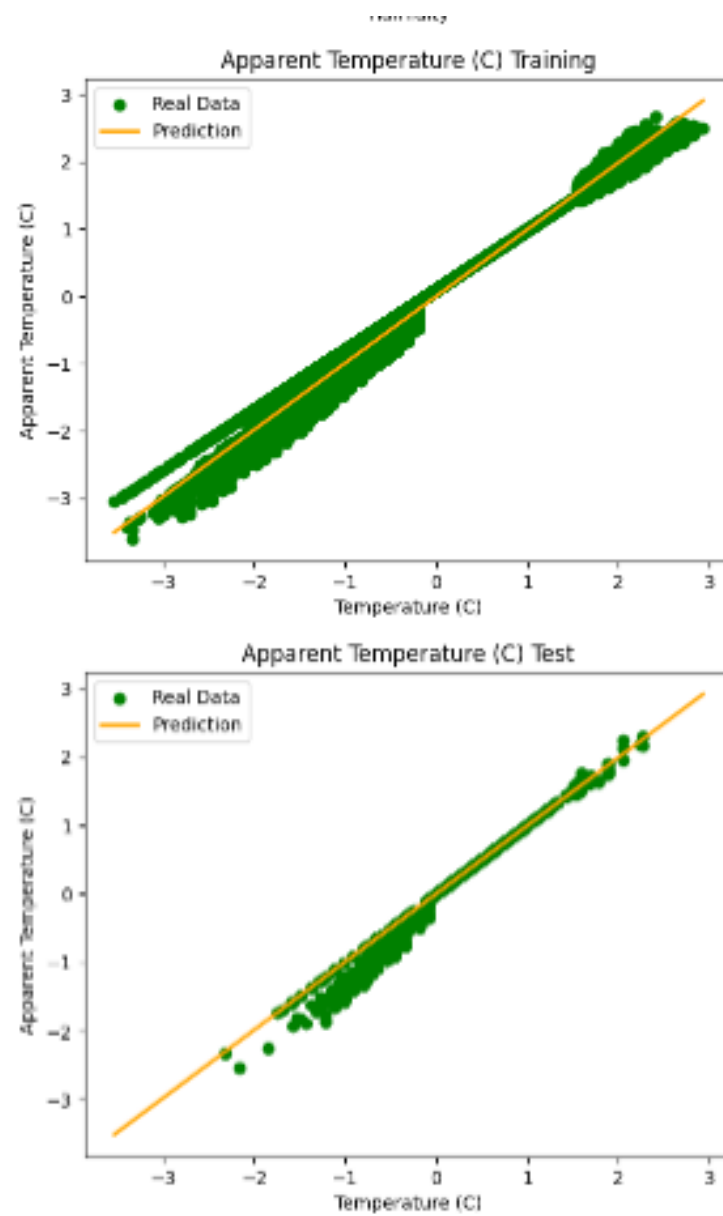 Apparent Temperature (C) Training
Real Data
Prediction
3
2
1
0
−1
−2
−3
Apparent Temperature (C)
−3 −2 −1 0 1 2 3
Temperature (C)
Apparent Temperature (C) Test
Real Data
Prediction
3
2
1
0
−1
−2
−3
Apparent Temperature (C)
−3 −2 −1 0 1 2 3
Temperature (C)